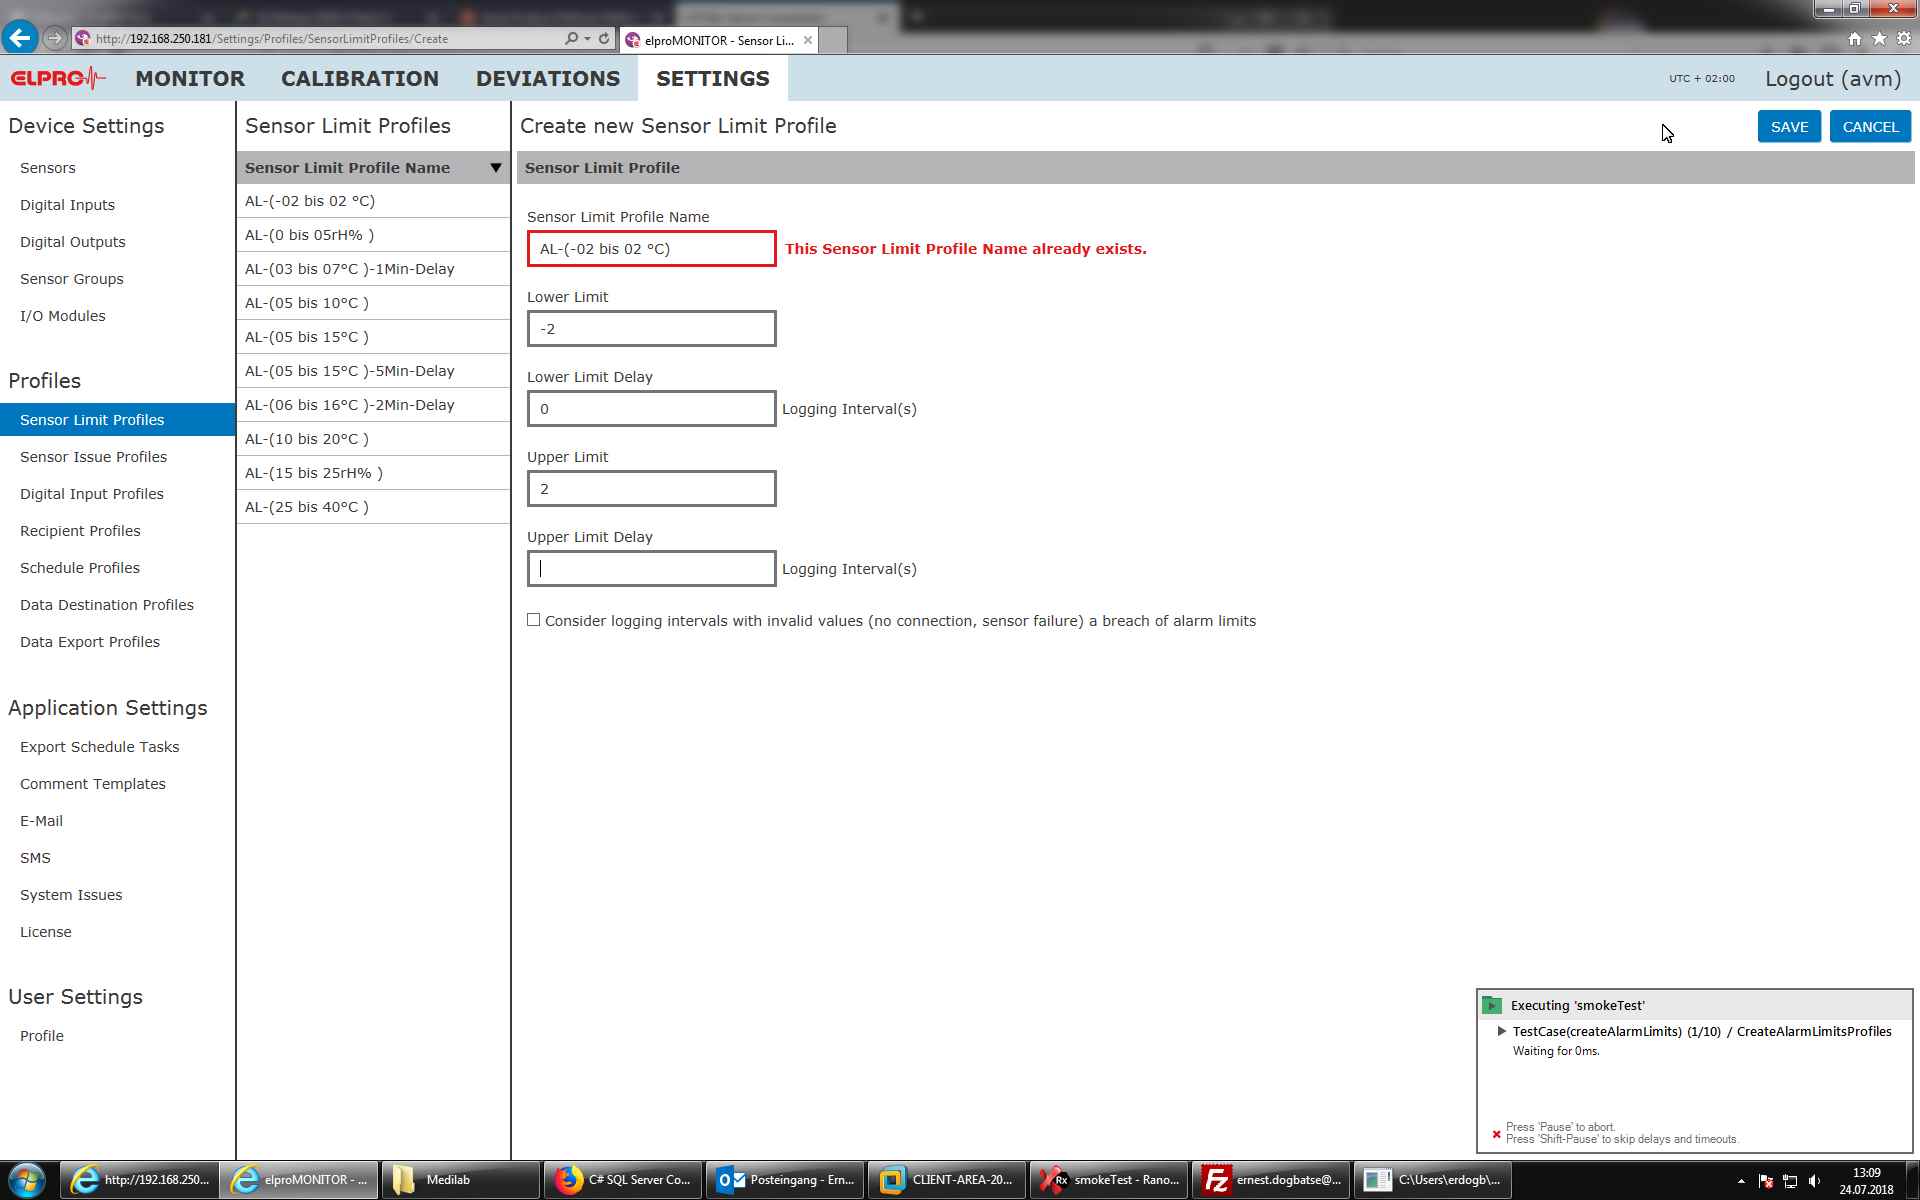 http://192.168.250.181/Settings/Profiles/SensorLimitProfiles/Create
elproMONITOR - Sensor Li...
ELPRO
MONITOR
CALIBRATION
DEVIATIONS
SETTINGS
UTC + 02:00
Logout (avm)
Device Settings
Sensors
Digital Inputs
Digital Outputs
Sensor Groups
I/O Modules
Profiles
Sensor Limit Profiles
Sensor Issue Profiles
Digital Input Profiles
Recipient Profiles
Schedule Profiles
Data Destination Profiles
Data Export Profiles
Application Settings
Export Schedule Tasks
Comment Templates
E-Mail
SMS
System Issues
License
User Settings
Profile
Sensor Limit Profiles
Sensor Limit Profile Name
AL-(-02 bis 02 °C)
AL-(0 bis 05rH% )
AL-(03 bis 07°C )-1Min-Delay
AL-(05 bis 10°C )
AL-(05 bis 15°C )
AL-(05 bis 15°C )-5Min-Delay
AL-(06 bis 16°C )-2Min-Delay
AL-(10 bis 20°C )
AL-(15 bis 25rH% )
AL-(25 bis 40°C )
Create new Sensor Limit Profile
SAVE
CANCEL
Sensor Limit Profile
Sensor Limit Profile Name
AL-(-02 bis 02 °C) This Sensor Limit Profile Name already exists.
Lower Limit
-2
Lower Limit Delay
0 Logging Interval(s)
Upper Limit
2
Upper Limit Delay
Logging Interval(s)
Consider logging intervals with invalid values (no connection, sensor failure) a breach of alarm limits
Executing 'smokeTest'
TestCase(createAlarmLimits) (1/10) / CreateAlarmLimitsProfiles
Waiting for 0ms.
Press 'Pause' to abort.
Press 'Shift-Pause' to skip delays and timeouts.
http://192.168.250...
elproMONITOR - ...
Medilab
C# SQL Server Co...
Posteingang - Ern...
CLIENT-AREA-20...
smokeTest - Rano...
ernest.dogbatse@...
C:\Users\erdogb\...
13:09
24.07.2018